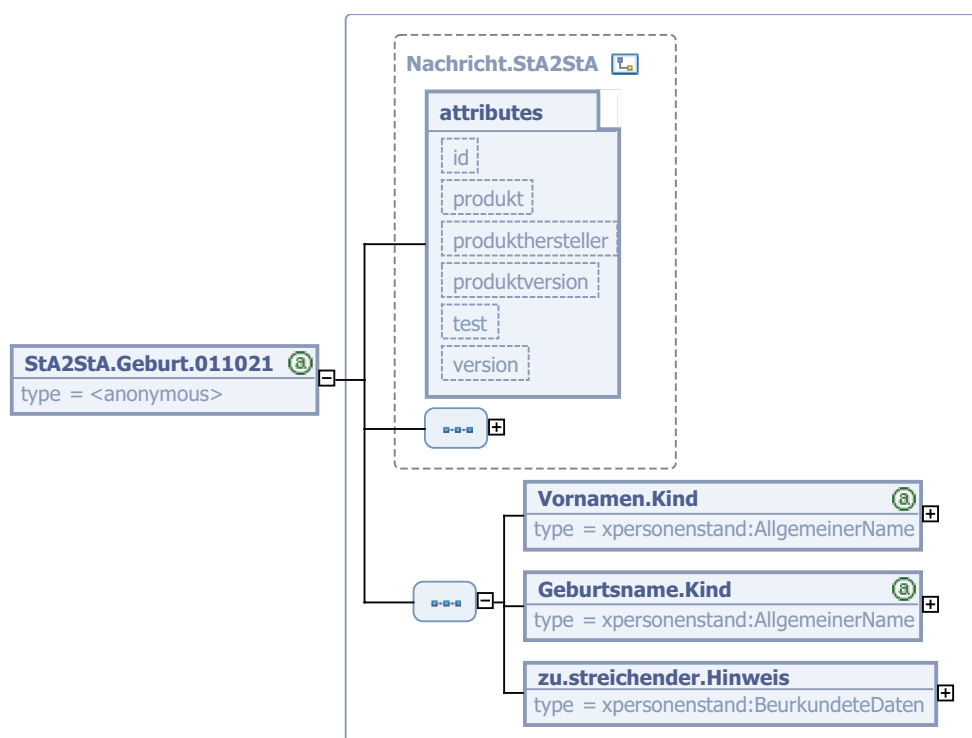 Nachricht.StA2StA
attributes
id
produkt
produkthersteller
produktversion
test
version
StA2StA.Geburt.011021
type = <anonymous>
Vornamen.Kind
type = xpersonenstand:AllgemeinerName
Geburtsname.Kind
type = xpersonenstand:AllgemeinerName
zu.streichender.Hinweis
type = xpersonenstand:BeurkundeteDaten